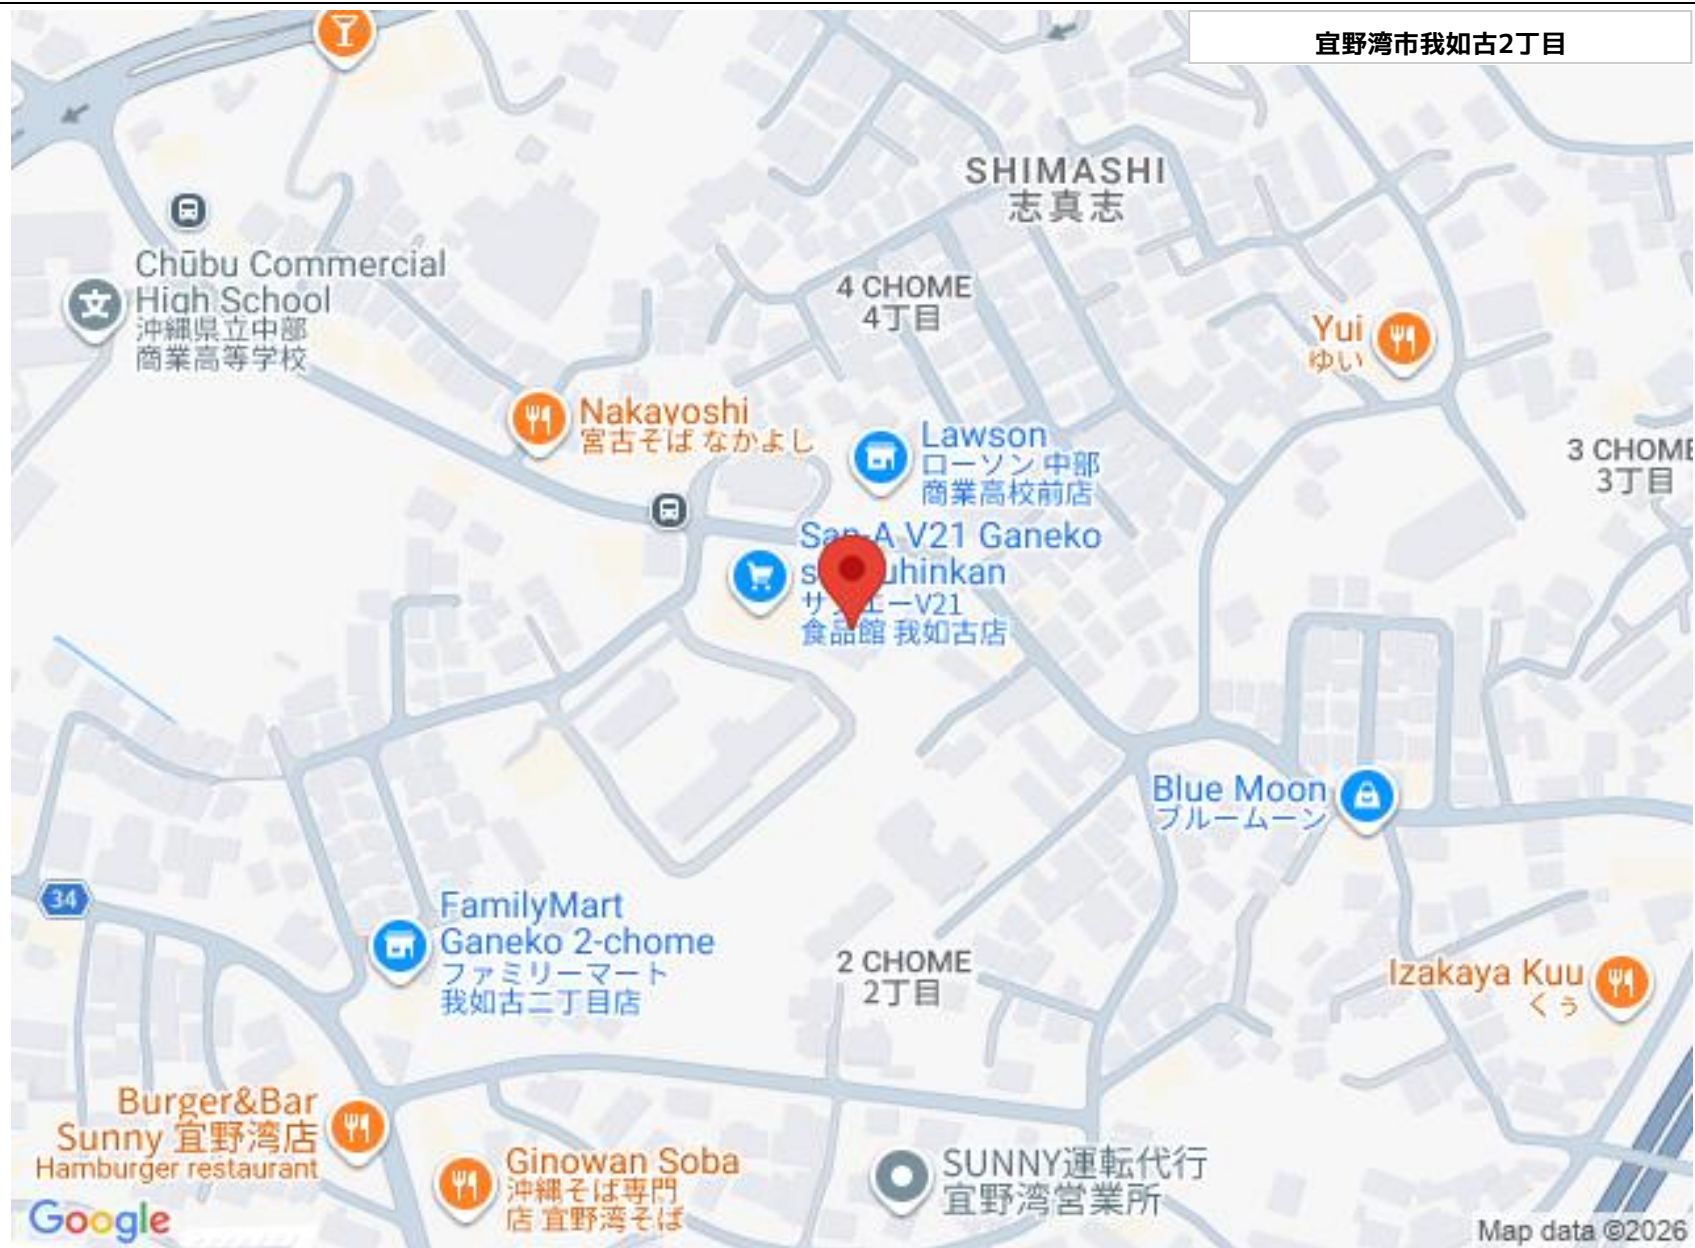 宜野湾市我如古2丁目
SHIMASHI
志真志
Chūbu Commercial
High School
沖縄県立中部
商業高等学校
4 CHOME
4丁目
Yui
ゆい
Nakayoshi
宮古そば なかよし
Lawson
ローソン 中部
商業高校前店
3 CHOME
3丁目
San-A V21 Ganeko
uhinkan
サンエーV21
食品館 我如古店
Blue Moon
ブルームーン
34
FamilyMart
Ganeko 2-chome
ファミリーマート
我如古二丁目店
2 CHOME
2丁目
Izakaya Kuu
くぅ
Burger&Bar
Sunny 宜野湾店
Hamburger restaurant
Ginowan Soba
沖縄そば専門
店 宜野湾そば
SUNNY運転代行
宜野湾営業所
Google
Map data ©2026